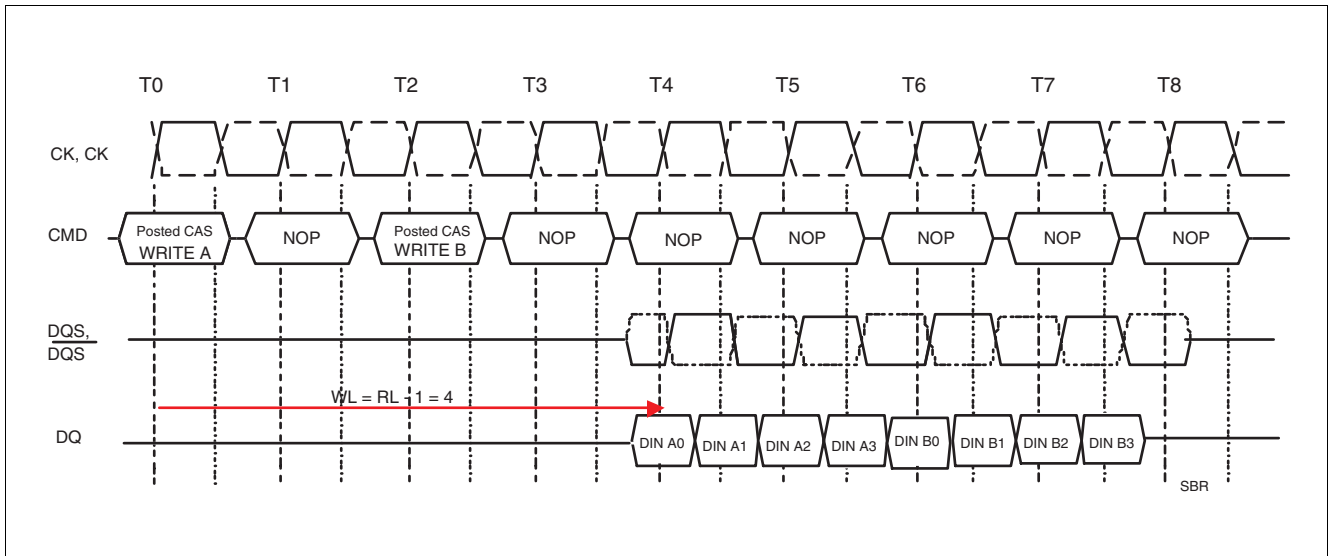 T0 T1 T2 T3 T4 T5 T6 T7 T8
CK, CK
CMD
Posted CAS
WRITE A
NOP
Posted CAS
WRITE B
NOP
NOP
NOP
NOP
NOP
NOP
DQS,
DQS
WL = RL - 1 = 4
DQ
DIN A0
DIN A1
DIN A2
DIN A3
DIN B0
DIN B1
DIN B2
DIN B3
SBR